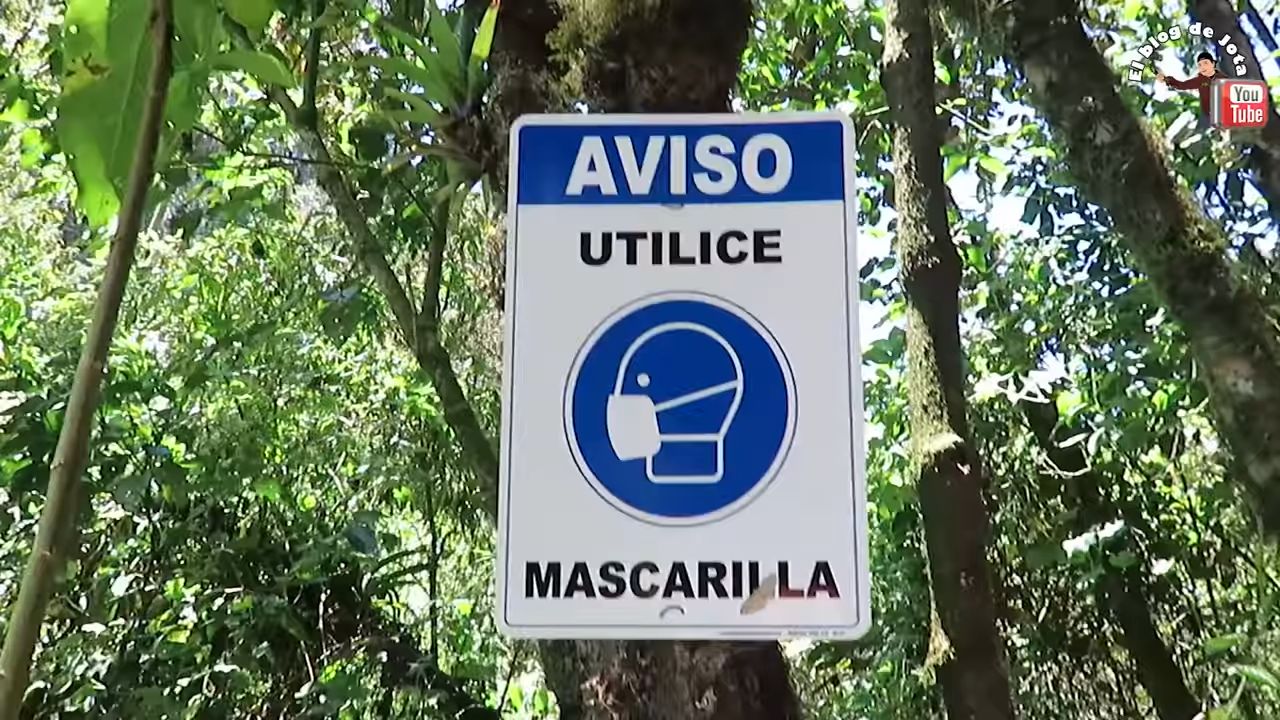 El blog de Jota
You
Tube
AVISO
UTILICE
MASCARILLA